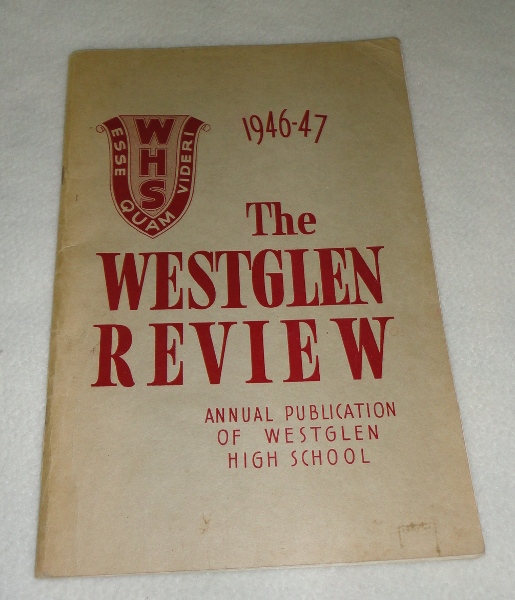 WHS
ESSE QUAM VIDERI
1946-47
The
WESTGLEN
REVIEW
ANNUAL PUBLICATION
OF WESTGLEN
HIGH SCHOOL